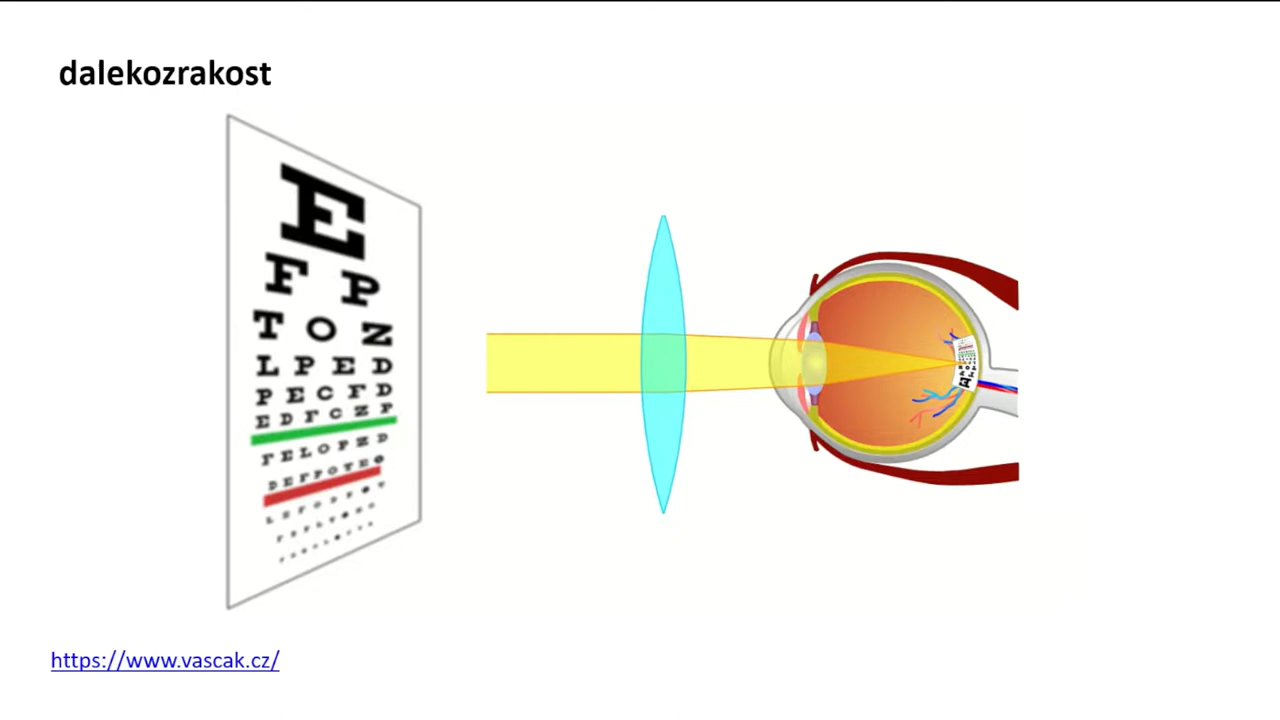 dalekozrakost
E
F P
T O Z
L P E D
P E C F D
E D F C Z P
F E L O P Z D
D E F P O T E C
https://www.vascak.cz/